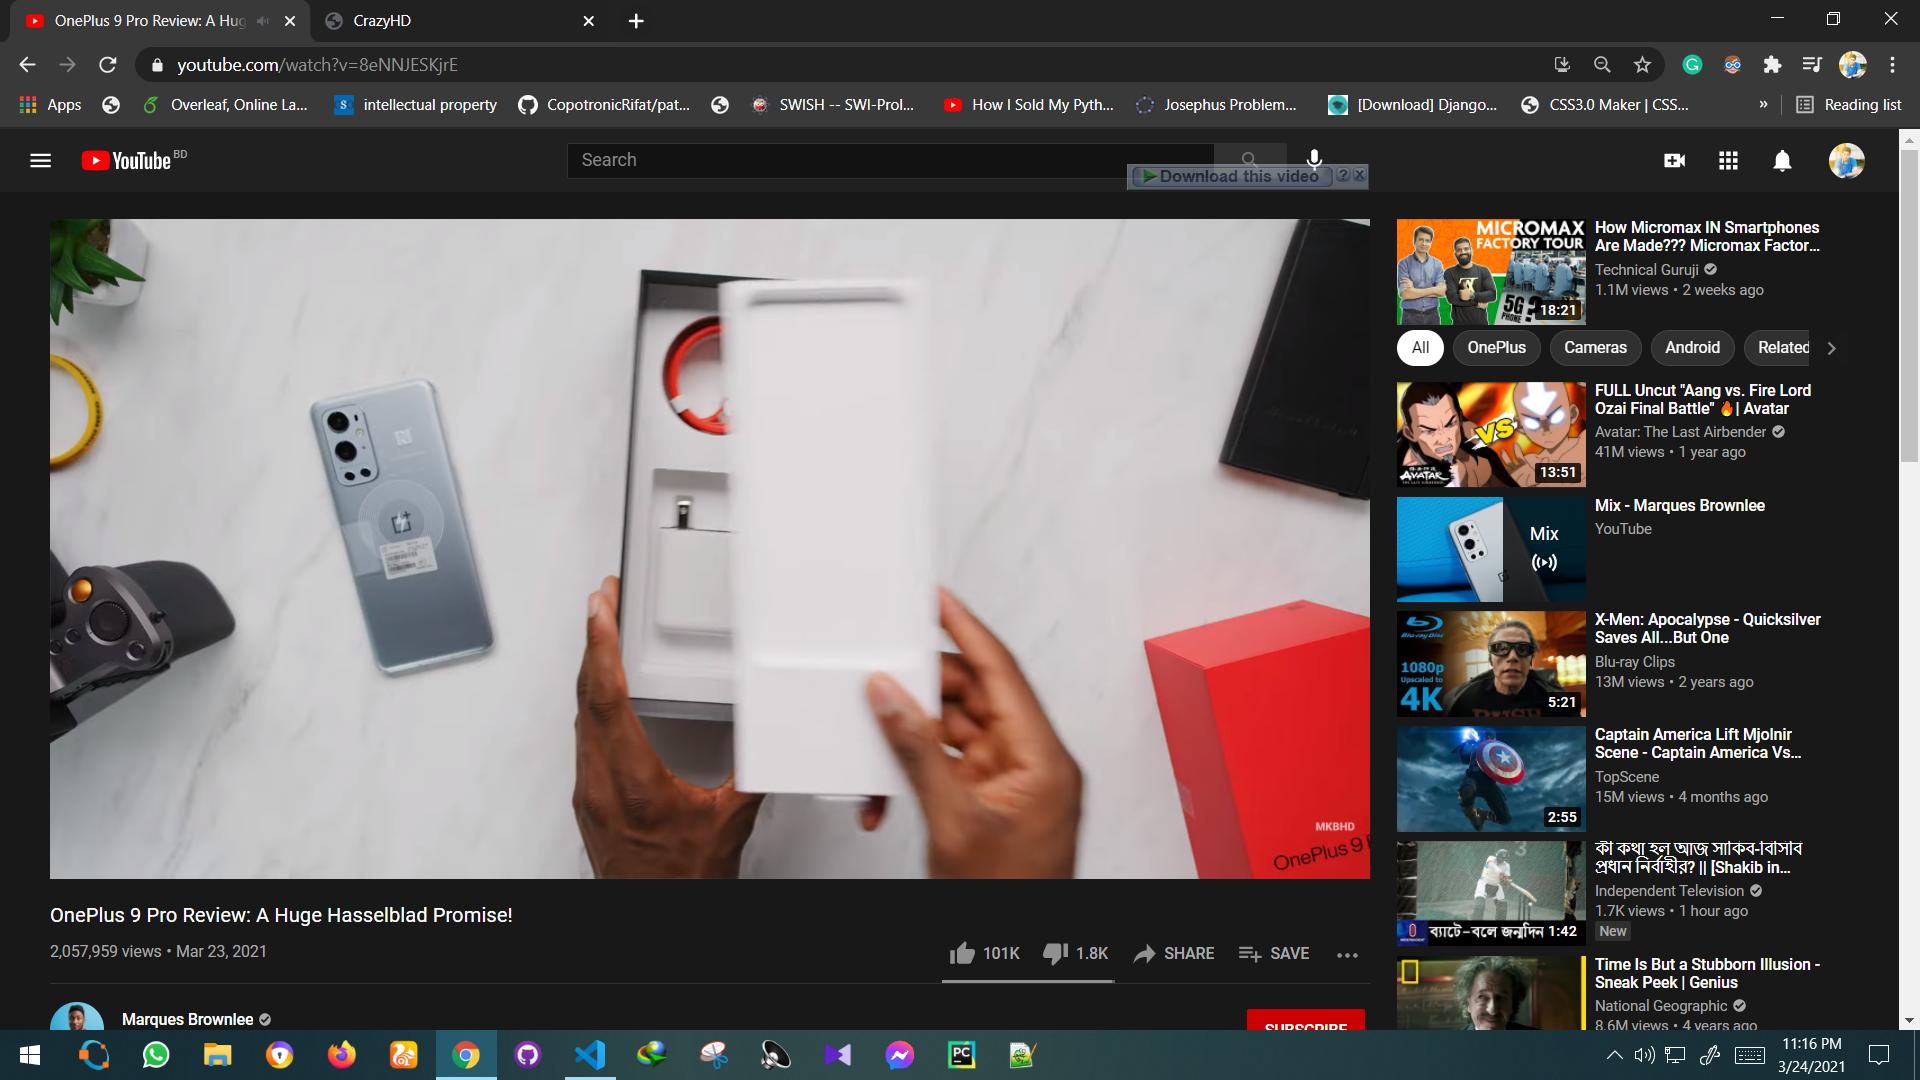 OnePlus 9 Pro Review: A Hug
CrazyHD
youtube.com/watch?v=8eNNJESKjrE
Apps
Overleaf, Online La...
intellectual property
CopotronicRifat/pat...
SWISH -- SWI-Prol...
How I Sold My Pyth...
Josephus Problem...
[Download] Django...
CSS3.0 Maker | CSS...
»
Reading list
YouTube BD
Search
Download this video
MKBHD
OnePlus 9
OnePlus 9 Pro Review: A Huge Hasselblad Promise!
2,057,959 views • Mar 23, 2021
101K
1.8K
SHARE
SAVE
Marques Brownlee
SUBSCRIBE
MICROMAX
FACTORY TOUR
5G ?
PHONE
18:21
How Micromax IN Smartphones
Are Made??? Micromax Factor...
Technical Guruji
1.1M views • 2 weeks ago
All
OnePlus
Cameras
Android
Related
VS
AVATAR
13:51
FULL Uncut "Aang vs. Fire Lord
Ozai Final Battle" 🔥| Avatar
Avatar: The Last Airbender
41M views • 1 year ago
Mix
Mix - Marques Brownlee
YouTube
Blu-ray Disc
1080p
Upscaled to
4K
RUSH
5:21
X-Men: Apocalypse - Quicksilver
Saves All...But One
Blu-ray Clips
13M views • 2 years ago
2:55
Captain America Lift Mjolnir
Scene - Captain America Vs...
TopScene
15M views • 4 months ago
3
ব্যাটে-বলে জন্মদিন
1:42
কী কথা হল আজ সাকিব-।বাসাব
প্রধান নির্বাহীর? || [Shakib in...
Independent Television
1.7K views • 1 hour ago
New
Time Is But a Stubborn Illusion -
Sneak Peek | Genius
National Geographic
8.6M views • 4 years ago
PC
11:16 PM
3/24/2021